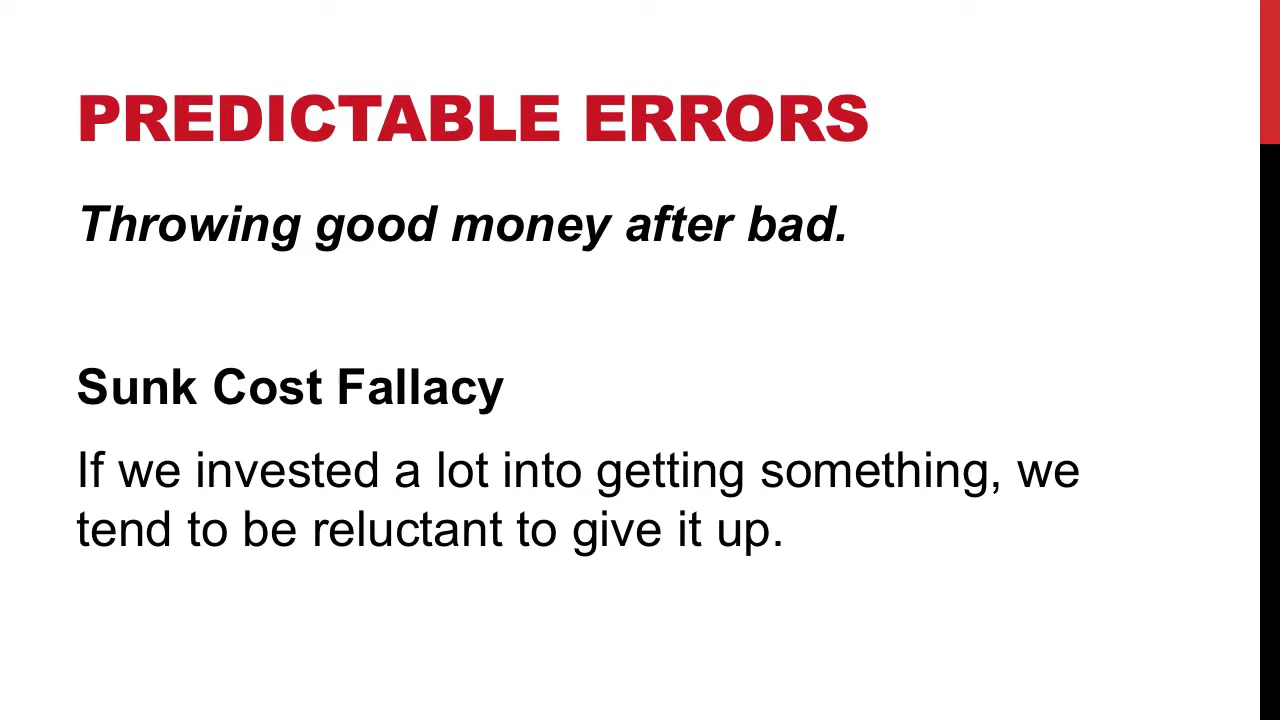 PREDICTABLE ERRORS
Throwing good money after bad.
Sunk Cost Fallacy
If we invested a lot into getting something, we
tend to be reluctant to give it up.